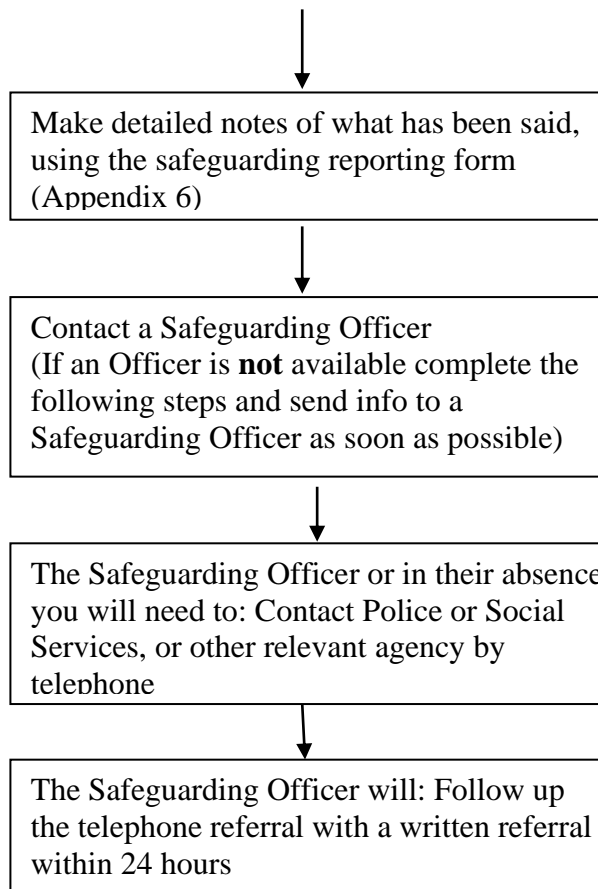 Make detailed notes of what has been said,
using the safeguarding reporting form
(Appendix 6)
Contact a Safeguarding Officer
(If an Officer is not available complete the
following steps and send info to a
Safeguarding Officer as soon as possible)
The Safeguarding Officer or in their absence
you will need to: Contact Police or Social
Services, or other relevant agency by
telephone
The Safeguarding Officer will: Follow up
the telephone referral with a written referral
within 24 hours